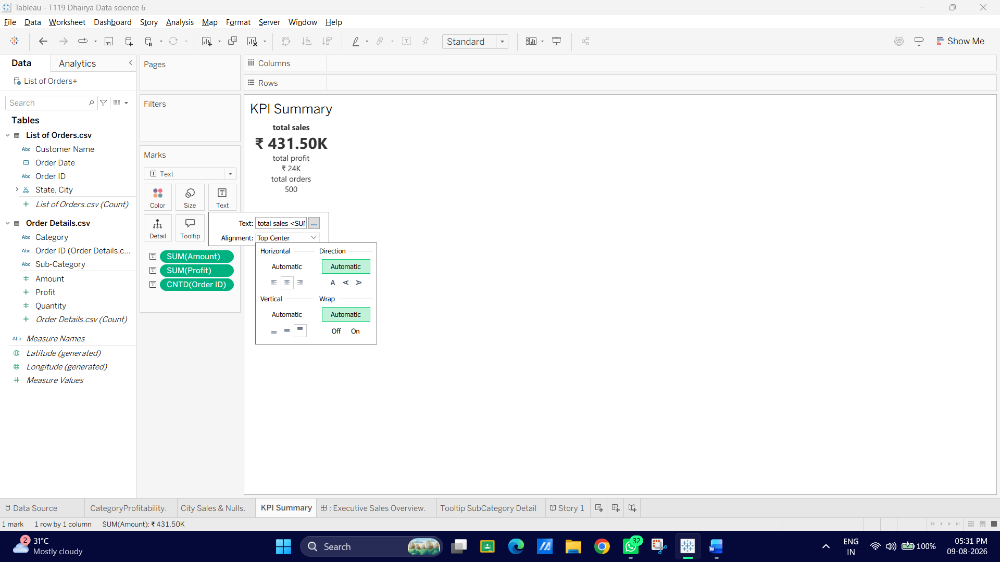 Tableau - T119 Dhairya Data science 6
File Data Worksheet Dashboard Story Analysis Map Format Server Window Help
Standard
Show Me
Data Analytics
List of Orders+
Search
Tables
List of Orders.csv
Abc Customer Name
Order Date
Abc Order ID
State, City
List of Orders.csv (Count)
Order Details.csv
Abc Category
Abc Order ID (Order Details.c...
Abc Sub-Category
Amount
Profit
Quantity
Order Details.csv (Count)
Abc Measure Names
Latitude (generated)
Longitude (generated)
Measure Values
Pages
Filters
Marks
Text
Color Size Text
Detail Tooltip
SUM(Amount)
SUM(Profit)
CNTD(Order ID)
Columns
Rows
KPI Summary
total sales
₹ 431.50K
total profit
₹ 24K
total orders
500
Text: total sales <SUI ...
Alignment: Top Center
Horizontal Direction
Automatic Automatic
A A A
Vertical Wrap
Automatic Automatic
Off On
Data Source CategoryProfitability. City Sales & Nulls. KPI Summary : Executive Sales Overview. Tooltip SubCategory Detail Story 1
1 mark 1 row by 1 column SUM(Amount): ₹ 431.50K
2
31°C
Mostly cloudy
Search
32
ENG
IN
100%
05:31 PM
09-08-2026